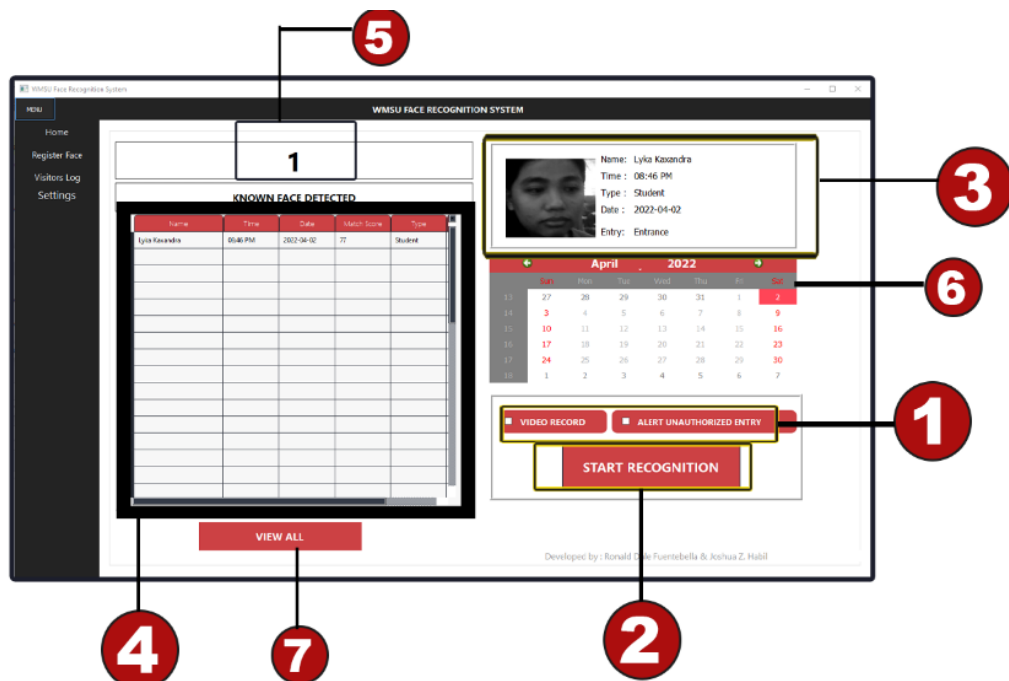 5
WMSU Face Recognition System
MENU
WMSU FACE RECOGNITION SYSTEM
Home
Register Face
Visitors Log
Settings
1
KNOWN FACE DETECTED
Name Time Date Match Score Type
Lyka Kaxandra 08:46 PM 2022-04-02 77 Student
VIEW ALL
Name: Lyka Kaxandra
Time : 08:46 PM
Type : Student
Date : 2022-04-02
Entry: Entrance
3
April , 2022
Sun Mon Tue Wed Thu Fri Sat
13 27 28 29 30 31 1 2
14 3 4 5 6 7 8 9
15 10 11 12 13 14 15 16
16 17 18 19 20 21 22 23
17 24 25 26 27 28 29 30
18 1 2 3 4 5 6 7
6
VIDEO RECORD
ALERT UNAUTHORIZED ENTRY
1
START RECOGNITION
Developed by : Ronald Dale Fuentebella & Joshua Z. Habil
4
7
2